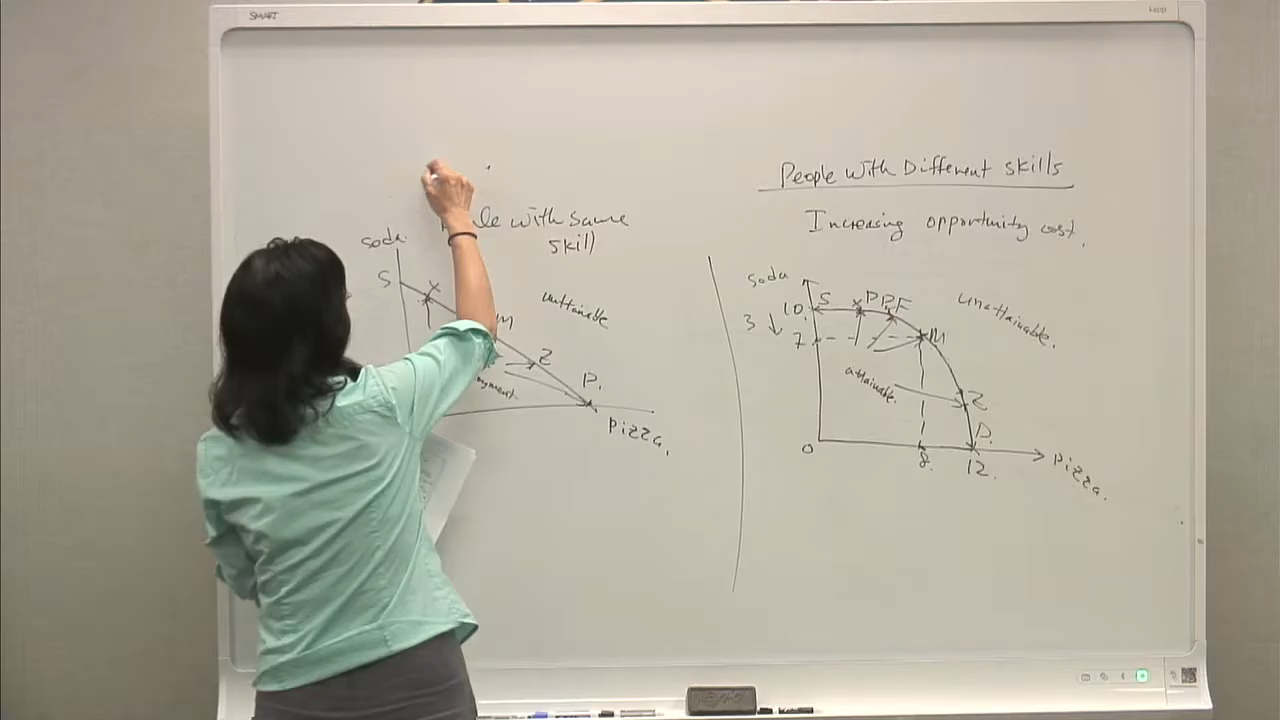 SMART
kapp
with same
skill
soda
S
X
M
Z
P.
unattainable
Pizza.
People With Different skills
Increasing opportunity cost.
soda
10.
S
X
PPF
3
7
M
Unattainable.
attainable.
Z
P.
0
8.
12.
Pizza.